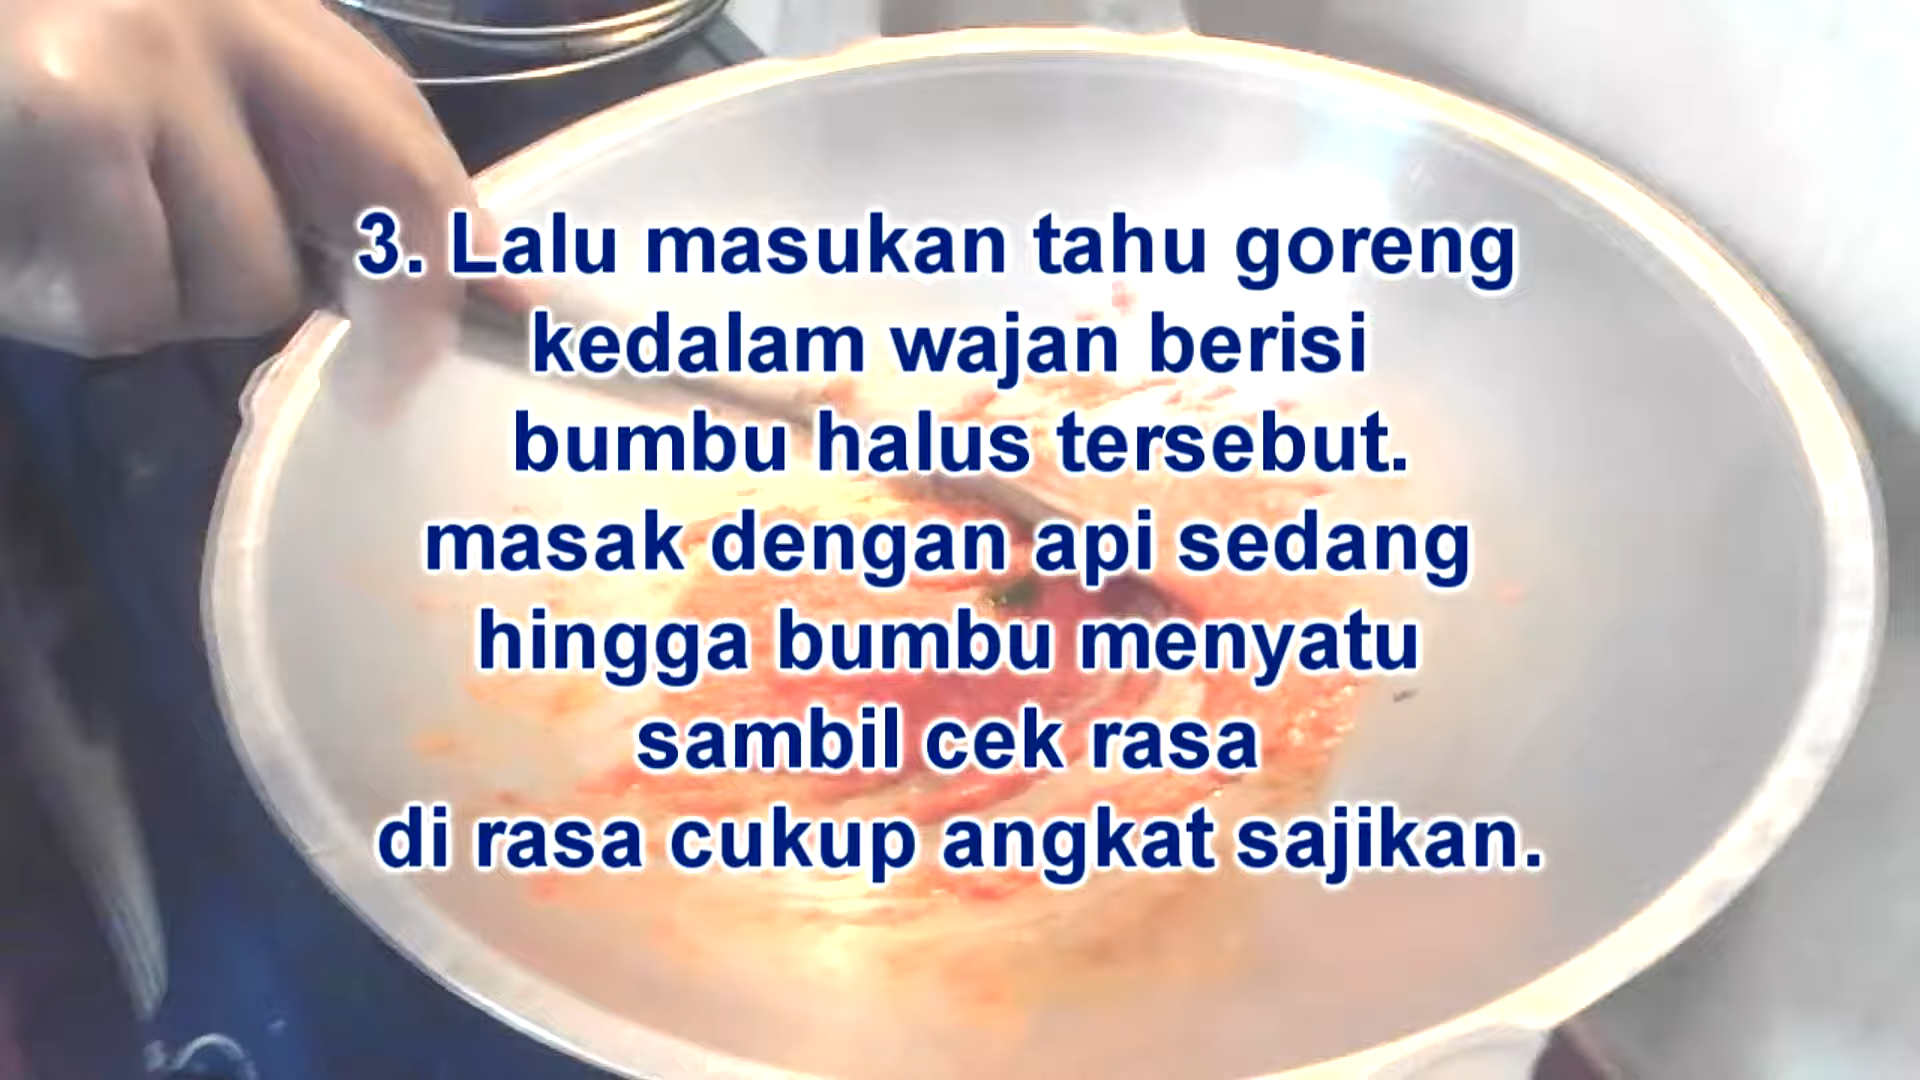 3. Lalu masukan tahu goreng
kedalam wajan berisi
bumbu halus tersebut.
masak dengan api sedang
hingga bumbu menyatu
sambil cek rasa
di rasa cukup angkat sajikan.